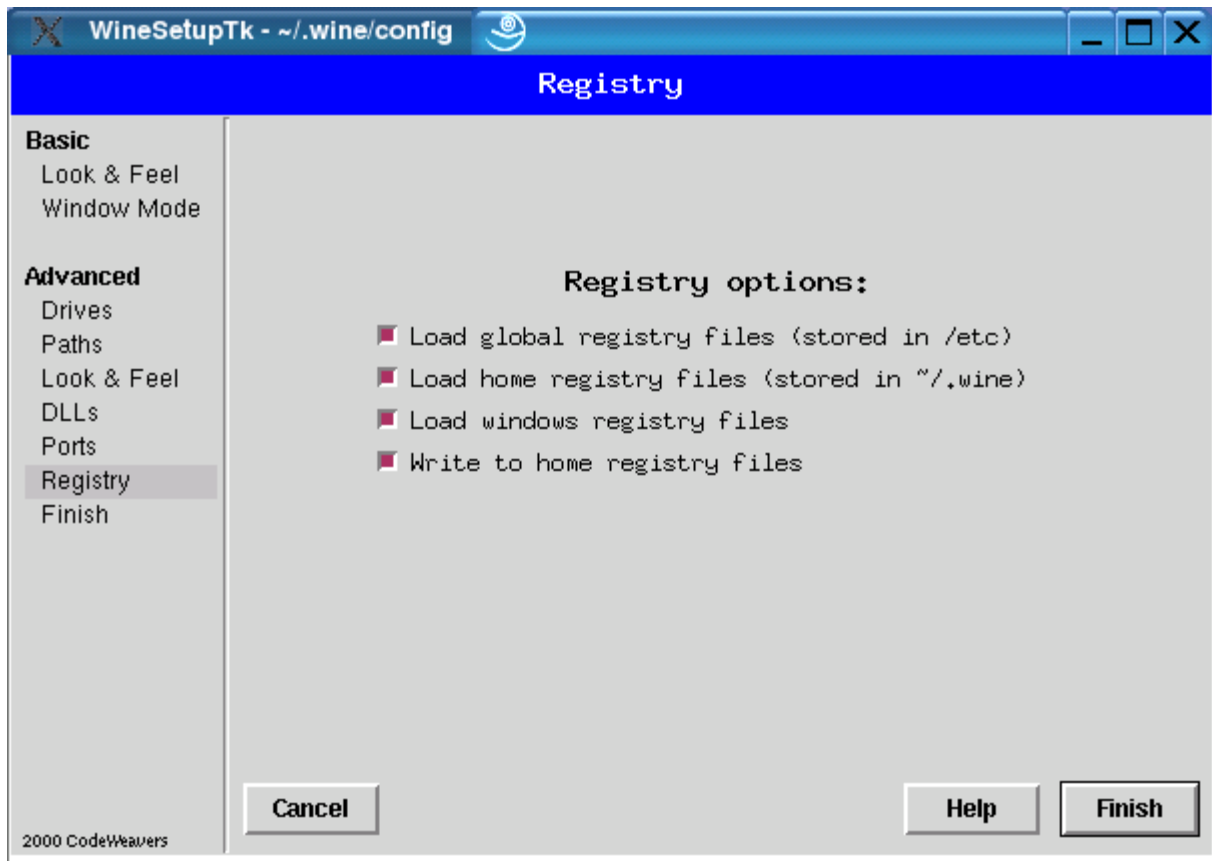 WineSetupTk - ~/.wine/config
Registry
Basic
Look & Feel
Window Mode
Advanced
Drives
Paths
Look & Feel
DLLs
Ports
Registry
Finish
2000 CodeWeavers
Registry options:
Load global registry files (stored in /etc)
Load home registry files (stored in ~/.wine)
Load windows registry files
Write to home registry files
Cancel
Help
Finish